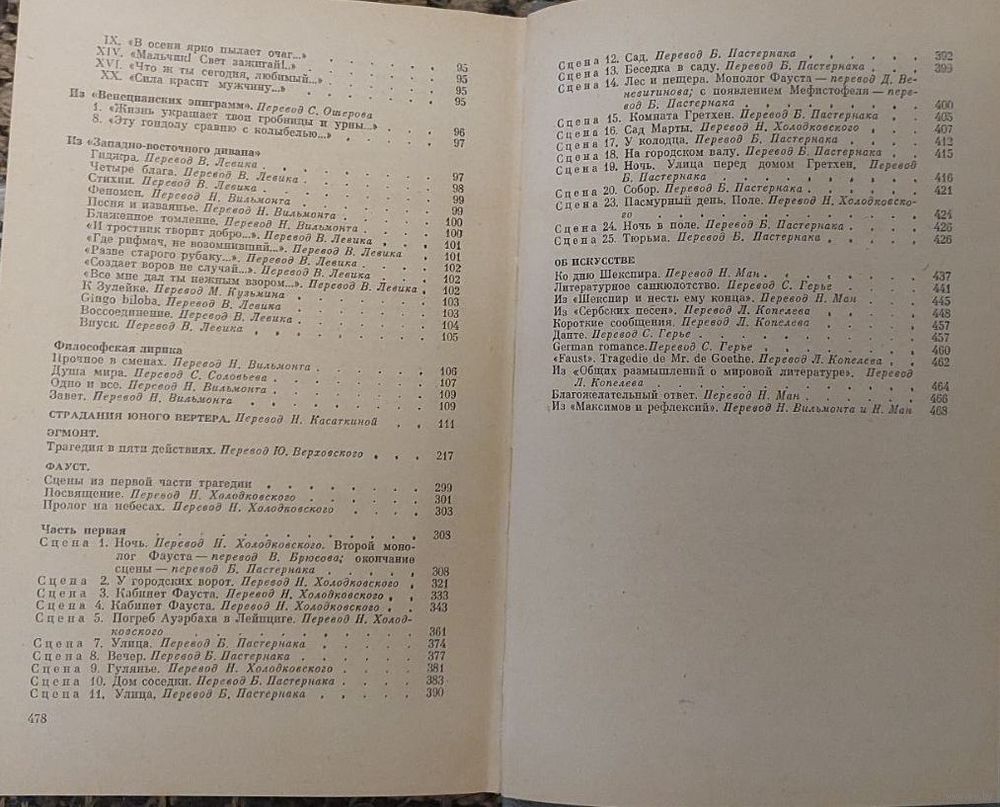 IX. «В осени ярко пылает очаг...» . . . . . . 95
XIV. «Мальчик! Свет зажигай!..» . . . . . . 95
XVI. «Что ж ты сегодня, любимый...» . . . . . 95
XX. «Сила красит мужчину...» . . . . . . 95
Из «Венецианских эпиграмм». Перевод С. Ошерова
1. «Жизнь украшает твои гробницы и урны...» . . . 96
8. «Эту гондолу сравню с колыбелью...» . . . . 97
Из «Западно-восточного дивана»
Гиджра. Перевод В. Левика . . . . . . 97
Четыре блага. Перевод В. Левика . . . . . 98
Стихии. Перевод В. Левика . . . . . . 99
Феномен. Перевод Н. Вильмонта . . . . . 99
Песня и изваянье. Перевод Н. Вильмонта . . . . 100
Блаженное томление. Перевод Н. Вильмонта . . . . 100
«И тростник творит добро...». Перевод В. Левика . . . 101
«Где рифмач, не возомнивший...». Перевод В. Левика . . 101
«Разве старого рубаку...». Перевод В. Левика . . . 102
«Создает воров не случай...». Перевод В. Левика . . . 102
«Все мне дал ты нежным взором...». Перевод В. Левика . 102
К Зулейке. Перевод М. Кузьмина . . . . . 103
Gingo biloba. Перевод В. Левика . . . . . 103
Воссоединение. Перевод В. Левика . . . . . 104
Впуск. Перевод В. Левика . . . . . . 105
Философская лирика
Прочное в сменах. Перевод Н. Вильмонта . . . . 106
Душа мира. Перевод С. Соловьева . . . . . 107
Одно и все. Перевод Н. Вильмонта . . . . . 109
Завет. Перевод Н. Вильмонта . . . . . . 109
СТРАДАНИЯ ЮНОГО ВЕРТЕРА. Перевод Н. Касаткиной . . 111
ЭГМОНТ.
Трагедия в пяти действиях. Перевод Ю. Верховского . . . 217
ФАУСТ.
Сцены из первой части трагедии . . . . . 299
Посвящение. Перевод Н. Холодковского . . . . 301
Пролог на небесах. Перевод Н. Холодковского . . . . 303
Часть первая . . . . . . . . . 308
Сцена 1. Ночь. Перевод Н. Холодковского. Второй моно-
лог Фауста — перевод В. Брюсова; окончание
сцены — перевод Б. Пастернака . . . . 308
Сцена 2. У городских ворот. Перевод Н. Холодковского . 321
Сцена 3. Кабинет Фауста. Перевод Н. Холодковского . . 333
Сцена 4. Кабинет Фауста. Перевод Н. Холодковского . . 343
Сцена 5. Погреб Ауэрбаха в Лейпциге. Перевод Н. Холод-
ковского . . . . . . . . 361
Сцена 7. Улица. Перевод Б. Пастернака . . . . 374
Сцена 8. Вечер. Перевод Б. Пастернака . . . . 377
Сцена 9. Гулянье. Перевод Н. Холодковского . . . 381
Сцена 10. Дом соседки. Перевод Б. Пастернака . . . 383
Сцена 11. Улица. Перевод Б. Пастернака . . . . 390
478
Сцена 12. Сад. Перевод Б. Пастернака . . . . 392
Сцена 13. Беседка в саду. Перевод Б. Пастернака . . . 399
Сцена 14. Лес и пещера. Монолог Фауста — перевод Д. Ве-
невитинова; с появлением Мефистофеля — пере-
вод Б. Пастернака . . . . . . . 400
Сцена 15. Комната Гретхен. Перевод Б. Пастернака . . 405
Сцена 16. Сад Марты. Перевод Н. Холодковского . . . 407
Сцена 17. У колодца. Перевод Б. Пастернака . . . 412
Сцена 18. На городском валу. Перевод Б. Пастернака . . 415
Сцена 19. Ночь. Улица перед домом Гретхен. Перевод
Б. Пастернака . . . . . . . 416
Сцена 20. Собор. Перевод Б. Пастернака . . . . 421
Сцена 23. Пасмурный день. Поле. Перевод Н. Холодковско-
го . . . . . . . . . 424
Сцена 24. Ночь в поле. Перевод Б. Пастернака . . . 426
Сцена 25. Тюрьма. Перевод Б. Пастернака . . . . 426
ОБ ИСКУССТВЕ
Ко дню Шекспира. Перевод Н. Ман . . . . . 437
Литературное санкюлотство. Перевод С. Герье . . . . 441
Из «Шекспир и несть ему конца». Перевод Н. Ман . . . 445
Из «Сербских песен». Перевод Л. Копелева . . . . 448
Короткие сообщения. Перевод Л. Копелева . . . . 457
Данте. Перевод С. Герье . . . . . . 457
German romance. Перевод С. Герье . . . . . 460
«Faust». Tragedie de Mr. de Goethe. Перевод Л. Копелева . . 462
Из «Общих размышлений о мировой литературе». Перевод
Л. Копелева . . . . . . . . 464
Благожелательный ответ. Перевод Н. Ман . . . . 466
Из «Максимов и рефлексий». Перевод Н. Вильмонта и Н. Ман 468